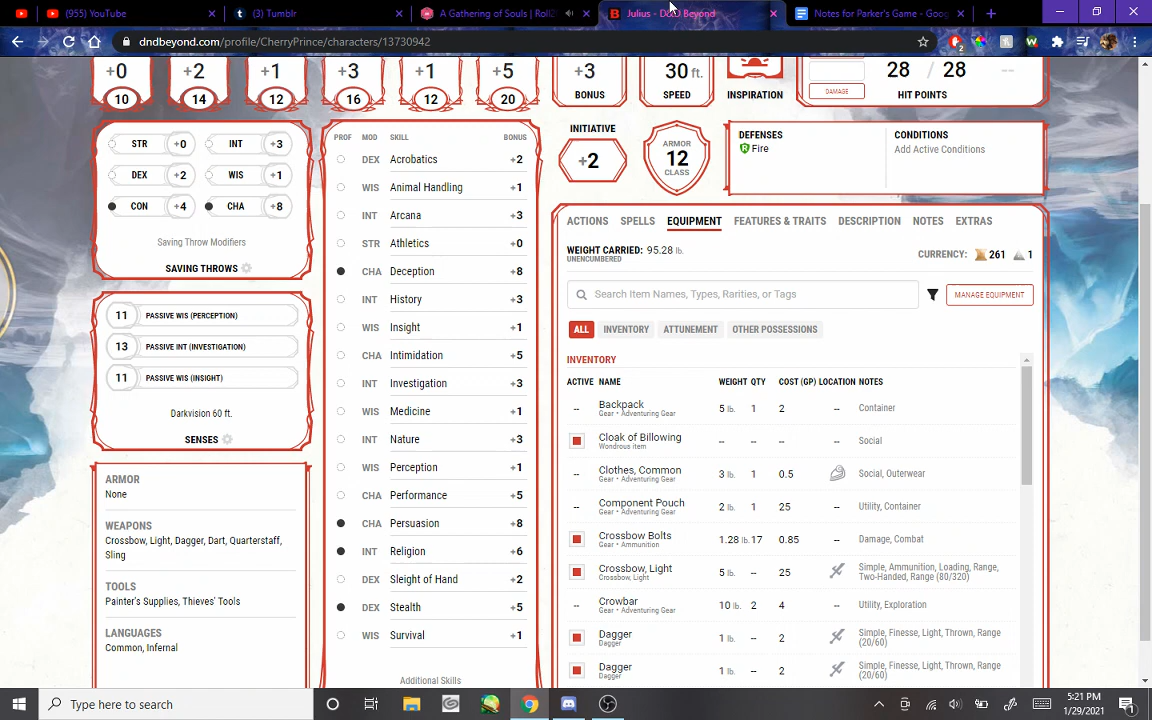 (955) YouTube
(3) Tumblr
A Gathering of Souls | Roll2
Julius - D&D Beyond
Notes for Parker's Game - Goog
dndbeyond.com/profile/CherryPrince/characters/13730942
+0 +2 +1 +3 +1 +5
10 14 12 16 12 20
+3
BONUS
30 ft.
SPEED
INSPIRATION
DAMAGE
28 / 28 --
HIT POINTS
STR +0 INT +3
DEX +2 WIS +1
CON +4 CHA +8
Saving Throw Modifiers
SAVING THROWS
11 PASSIVE WIS (PERCEPTION)
13 PASSIVE INT (INVESTIGATION)
11 PASSIVE WIS (INSIGHT)
Darkvision 60 ft.
SENSES
ARMOR
None
WEAPONS
Crossbow, Light, Dagger, Dart, Quarterstaff,
Sling
TOOLS
Painter's Supplies, Thieves' Tools
LANGUAGES
Common, Infernal
PROF MOD SKILL BONUS
DEX Acrobatics +2
WIS Animal Handling +1
INT Arcana +3
STR Athletics +0
CHA Deception +8
INT History +3
WIS Insight +1
CHA Intimidation +5
INT Investigation +3
WIS Medicine +1
INT Nature +3
WIS Perception +1
CHA Performance +5
CHA Persuasion +8
INT Religion +6
DEX Sleight of Hand +2
DEX Stealth +5
WIS Survival +1
Additional Skills
INITIATIVE
+2
ARMOR
12
CLASS
DEFENSES
Fire
CONDITIONS
Add Active Conditions
ACTIONS SPELLS EQUIPMENT FEATURES & TRAITS DESCRIPTION NOTES EXTRAS
WEIGHT CARRIED: 95.28 lb.
UNENCUMBERED
CURRENCY: 261 1
Search Item Names, Types, Rarities, or Tags
MANAGE EQUIPMENT
ALL INVENTORY ATTUNEMENT OTHER POSSESSIONS
INVENTORY
ACTIVE NAME WEIGHT QTY COST (GP) LOCATION NOTES
-- Backpack 5 lb. 1 2 -- Container
Gear • Adventuring Gear
Cloak of Billowing -- -- -- -- Social
Wondrous item
-- Clothes, Common 3 lb. 1 0.5 Social, Outerwear
Gear • Adventuring Gear
-- Component Pouch 2 lb. 1 25 -- Utility, Container
Gear • Adventuring Gear
Crossbow Bolts 1.28 lb. 17 0.85 -- Damage, Combat
Gear • Ammunition
Crossbow, Light 5 lb. -- 25 Simple, Ammunition, Loading, Range,
Crossbow, Light Two-Handed, Range (80/320)
-- Crowbar 10 lb. 2 4 -- Utility, Exploration
Gear • Adventuring Gear
Dagger 1 lb. -- 2 Simple, Finesse, Light, Thrown, Range
Dagger (20/60)
Dagger 1 lb. -- 2 Simple, Finesse, Light, Thrown, Range
Dagger (20/60)
Type here to search
5:21 PM
1/29/2021